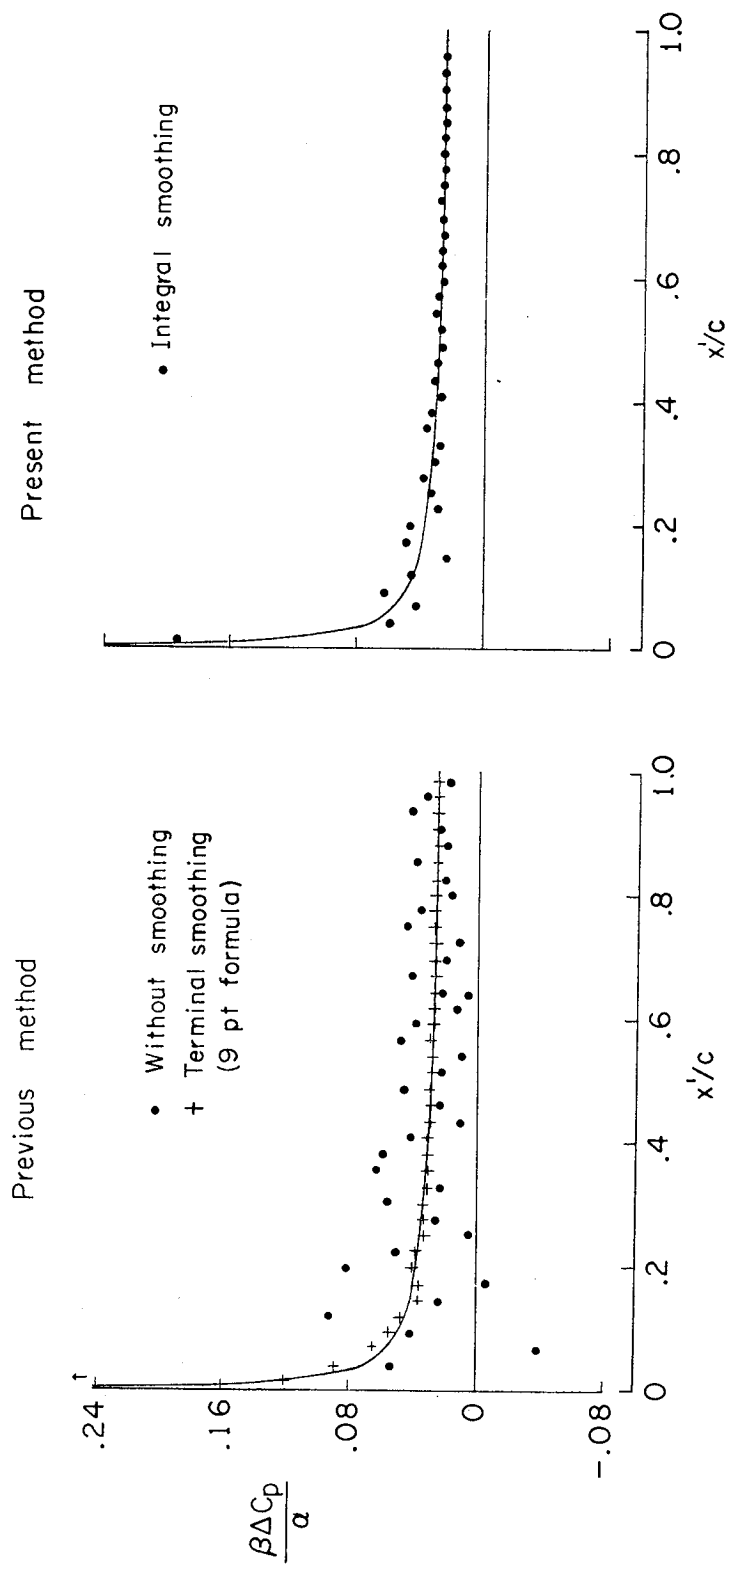 Previous method
• Without smoothing
+ Terminal smoothing
(9 pt formula)
βΔCp
α
.24
.16
.08
0
-.08
0
.2
.4
.6
.8
1.0
x'/c
Present method
• Integral smoothing
0
.2
.4
.6
.8
1.0
x'/c